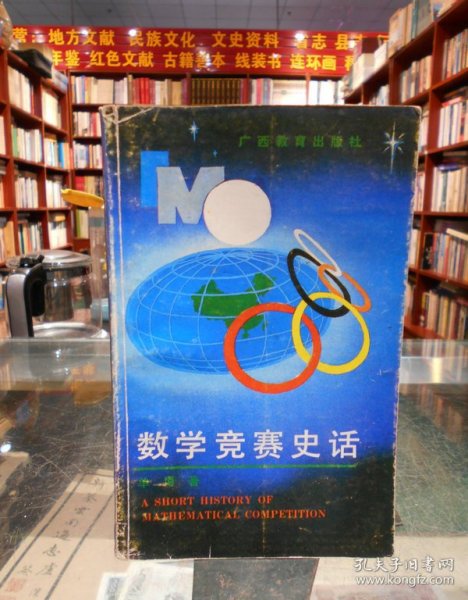 营：地方文献 民族文化 文史资料 省志 县
年鉴 红色文献 古籍善本 线装书 连环画
广西教育出版社
IMO
数学竞赛史话
著
A SHORT HISTORY OF
MATHEMATICAL COMPETITION
孔夫子旧书网
www.kongfz.com